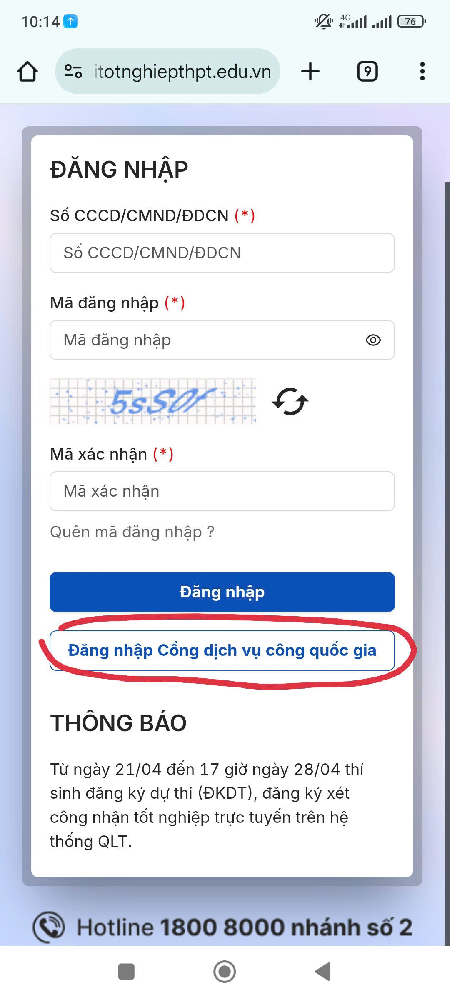 10:14
4G
76
itotnghiepthpt.edu.vn
9
ĐĂNG NHẬP
Số CCCD/CMND/ĐDCN (*)
Số CCCD/CMND/ĐDCN
Mã đăng nhập (*)
Mã đăng nhập
5sS0f
Mã xác nhận (*)
Mã xác nhận
Quên mã đăng nhập ?
Đăng nhập
Đăng nhập Cổng dịch vụ công quốc gia
THÔNG BÁO
Từ ngày 21/04 đến 17 giờ ngày 28/04 thí
sinh đăng ký dự thi (ĐKDT), đăng ký xét
công nhận tốt nghiệp trực tuyến trên hệ
thống QLT.
Hotline 1800 8000 nhánh số 2